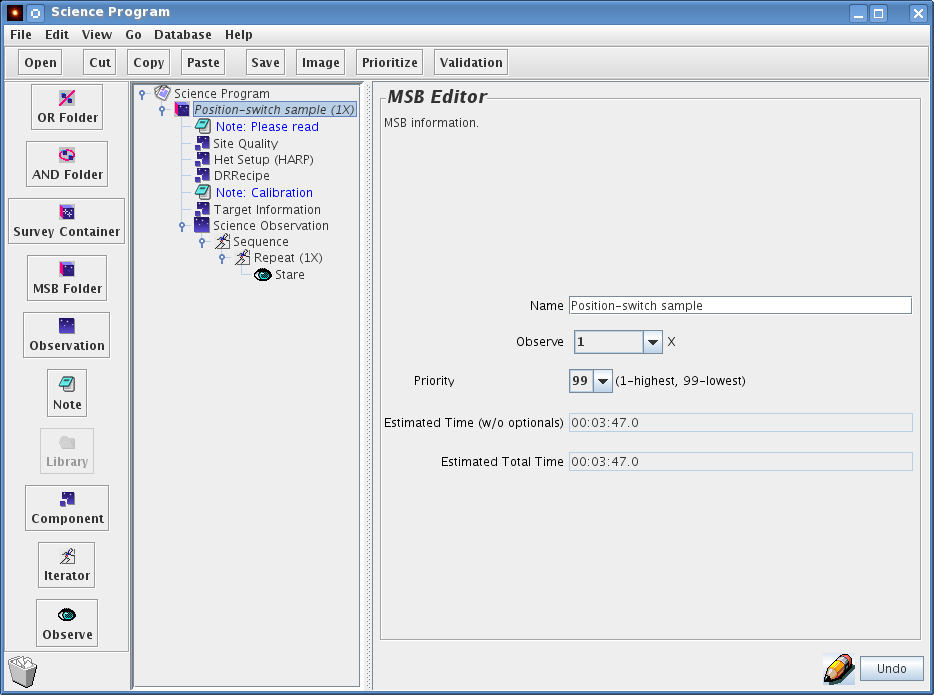 Science Program
File Edit View Go Database Help
Open Cut Copy Paste Save Image Prioritize Validation
OR Folder
AND Folder
Survey Container
MSB Folder
Observation
Note
Library
Component
Iterator
Observe
Science Program
Position-switch sample (1X)
Note: Please read
Site Quality
Het Setup (HARP)
DRRecipe
Note: Calibration
Target Information
Science Observation
Sequence
Repeat (1X)
Stare
MSB Editor
MSB information.
Name Position-switch sample
Observe 1 X
Priority 99 (1-highest, 99-lowest)
Estimated Time (w/o optionals) 00:03:47.0
Estimated Total Time 00:03:47.0
Undo